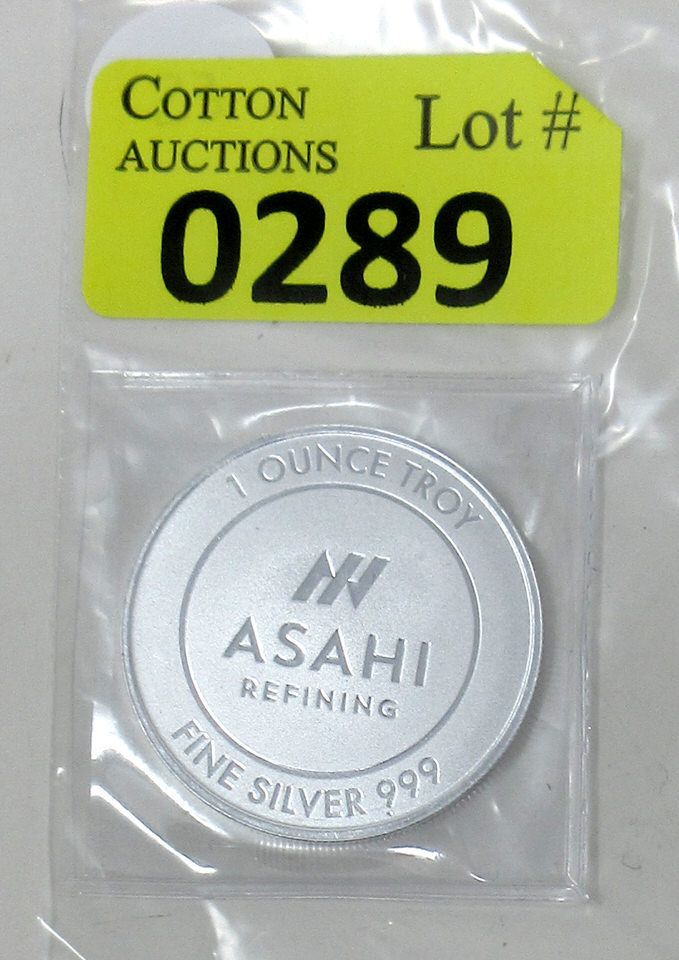 COTTON
AUCTIONS
Lot #
0289
1 OUNCE TROY
ASAHI
REFINING
FINE SILVER 999